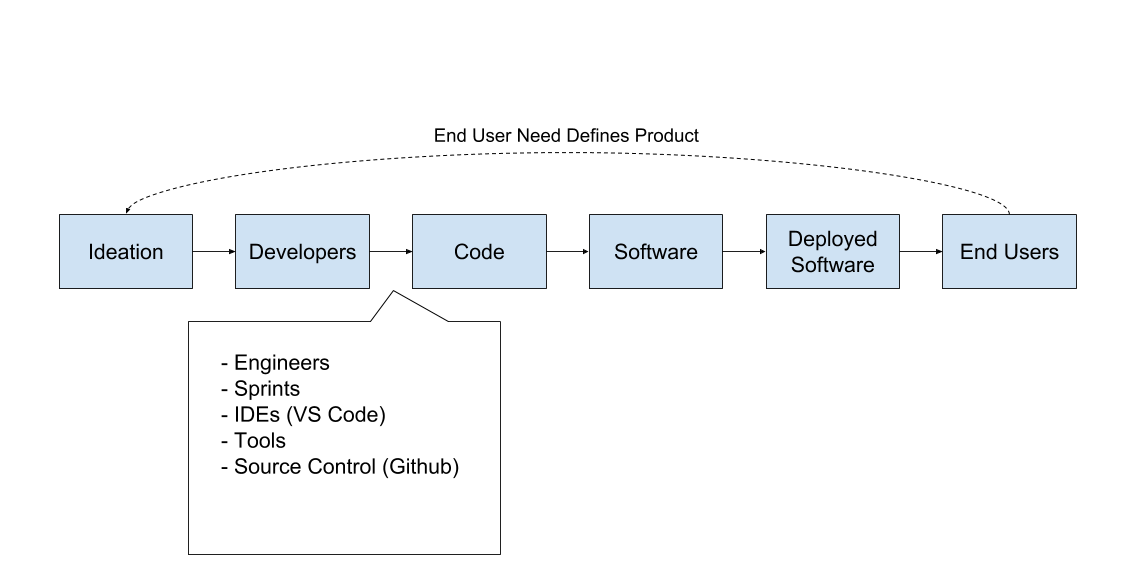 End User Need Defines Product
Ideation
Developers
Code
Software
Deployed
Software
End Users
- Engineers
- Sprints
- IDEs (VS Code)
- Tools
- Source Control (Github)